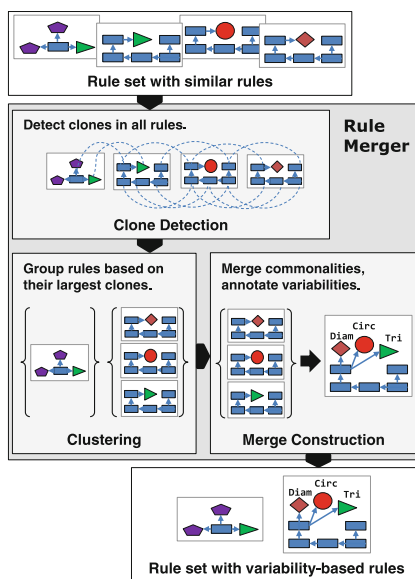 Rule set with similar rules
Rule
Merger
Detect clones in all rules.
Clone Detection
Group rules based on
their largest clones.
Clustering
Merge commonalities,
annotate variabilities.
Circ
Diam
Tri
Merge Construction
Circ
Diam
Tri
Rule set with variability-based rules